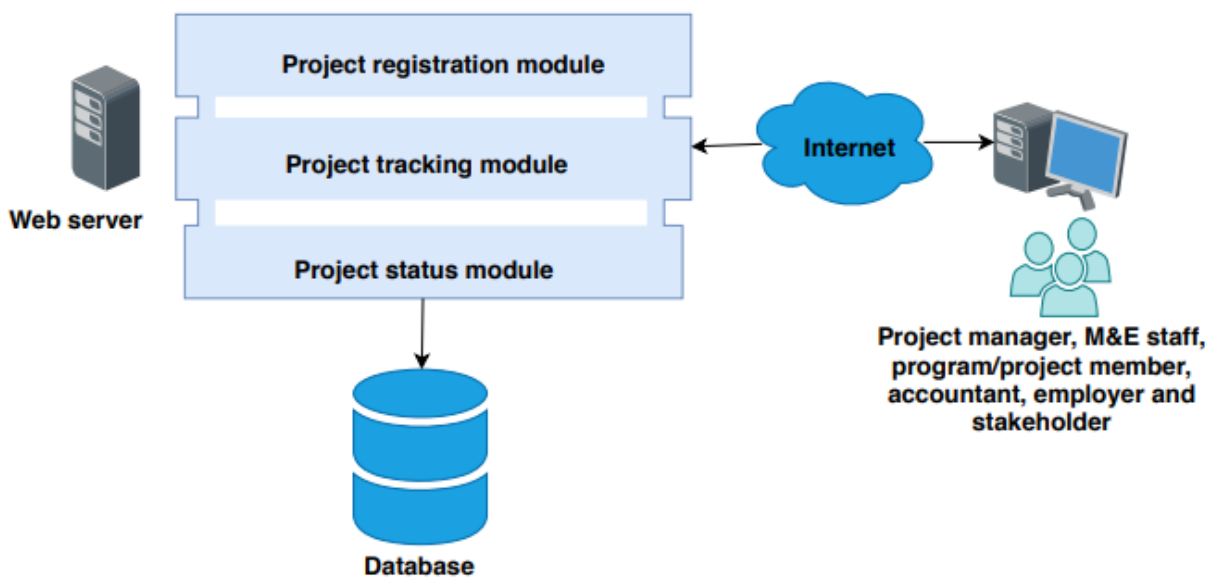 Project registration module
Internet
Project tracking module
Web server
Project status module
Project manager, M&E staff,
program/project member,
accountant, employer and
stakeholder
Database